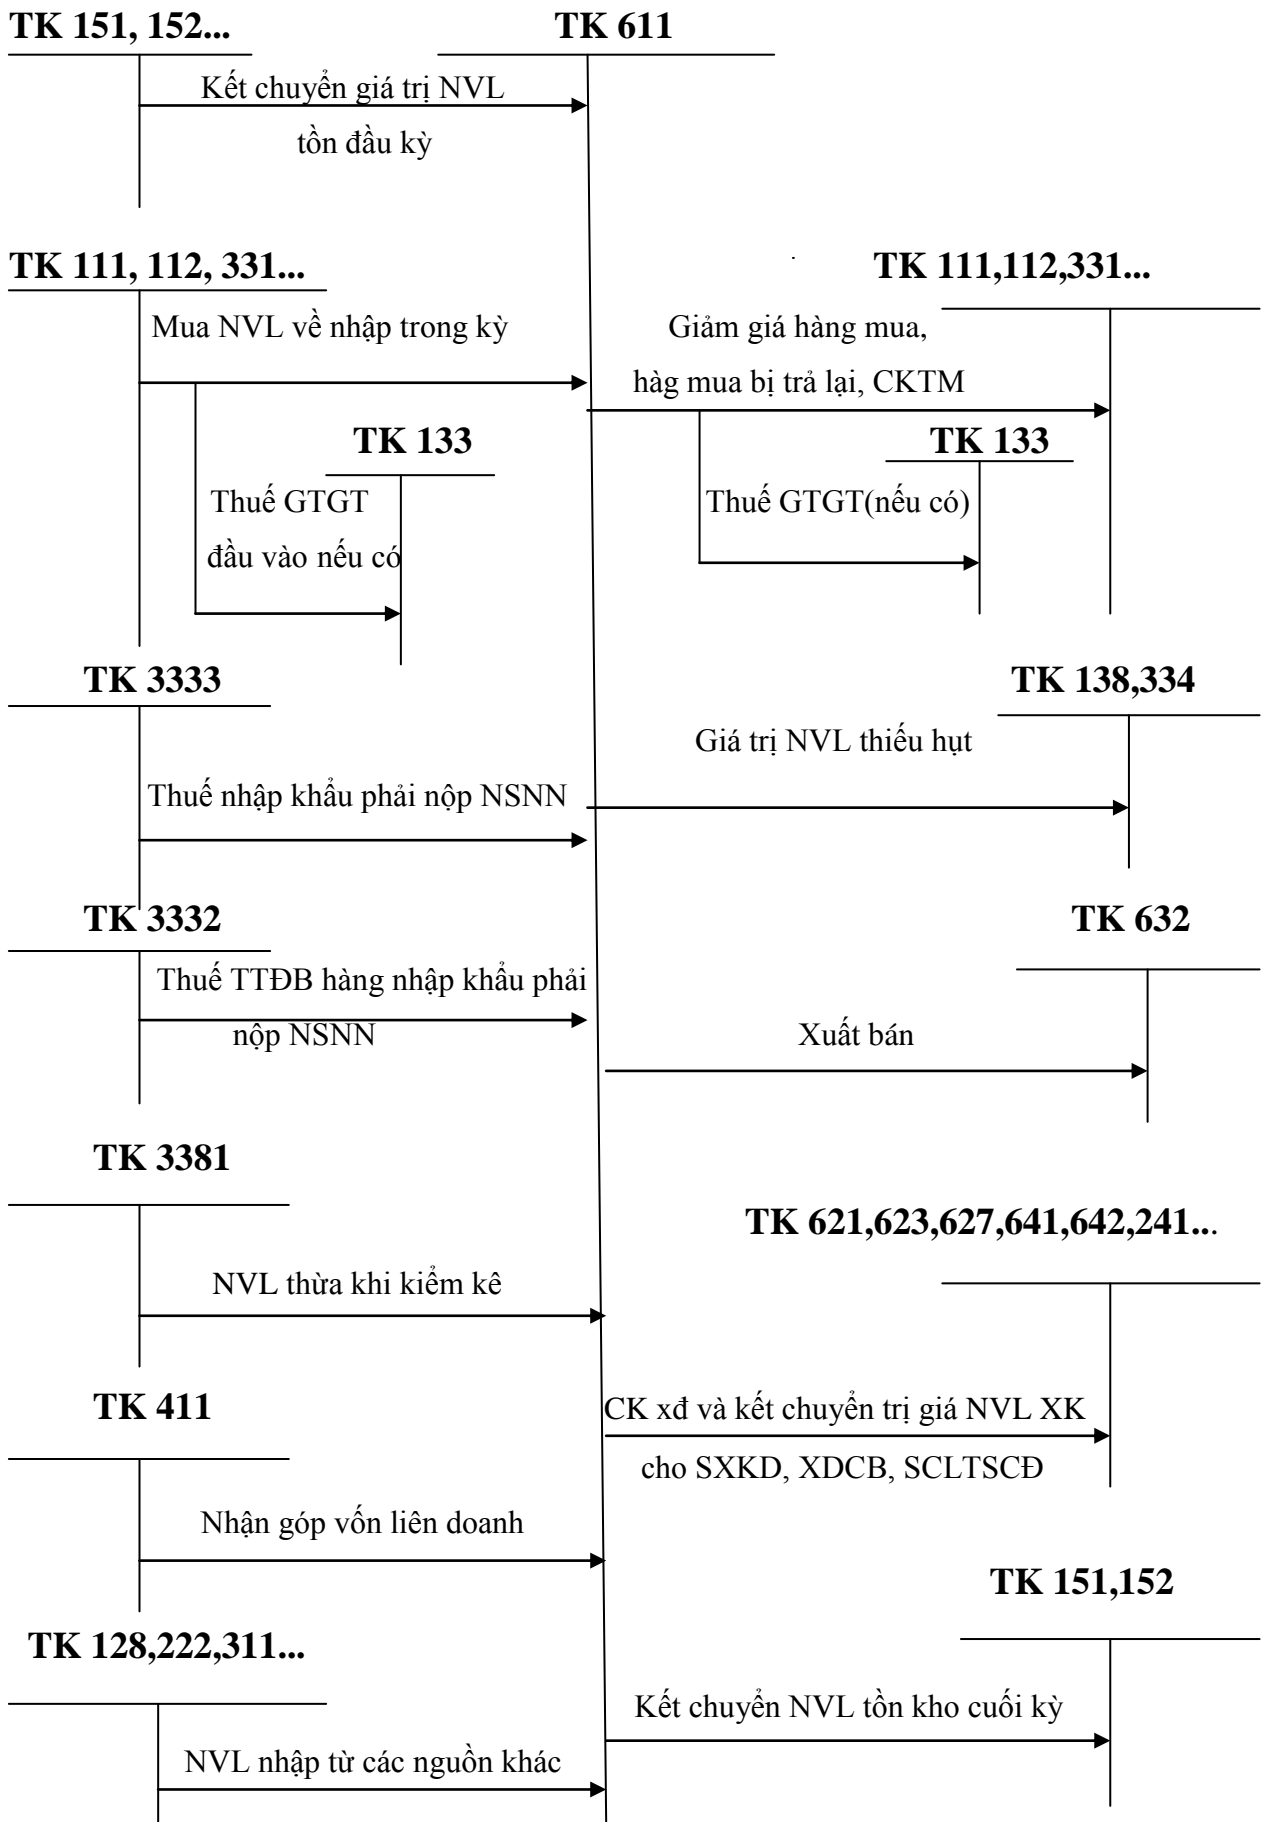 TK 151, 152...
TK 611
Kết chuyển giá trị NVL
tồn đầu kỳ
TK 111, 112, 331...
TK 111,112,331...
Mua NVL về nhập trong kỳ
Giảm giá hàng mua,
hàg mua bị trả lại, CKTM
TK 133
TK 133
Thuế GTGT
đầu vào nếu có
Thuế GTGT(nếu có)
TK 3333
TK 138,334
Giá trị NVL thiếu hụt
Thuế nhập khẩu phải nộp NSNN
TK 3332
TK 632
Thuế TTĐB hàng nhập khẩu phải
nộp NSNN
Xuất bán
TK 3381
TK 621,623,627,641,642,241...
NVL thừa khi kiểm kê
TK 411
CK xđ và kết chuyển trị giá NVL XK
cho SXKD, XDCB, SCLTSCĐ
Nhận góp vốn liên doanh
TK 151,152
TK 128,222,311...
Kết chuyển NVL tồn kho cuối kỳ
NVL nhập từ các nguồn khác